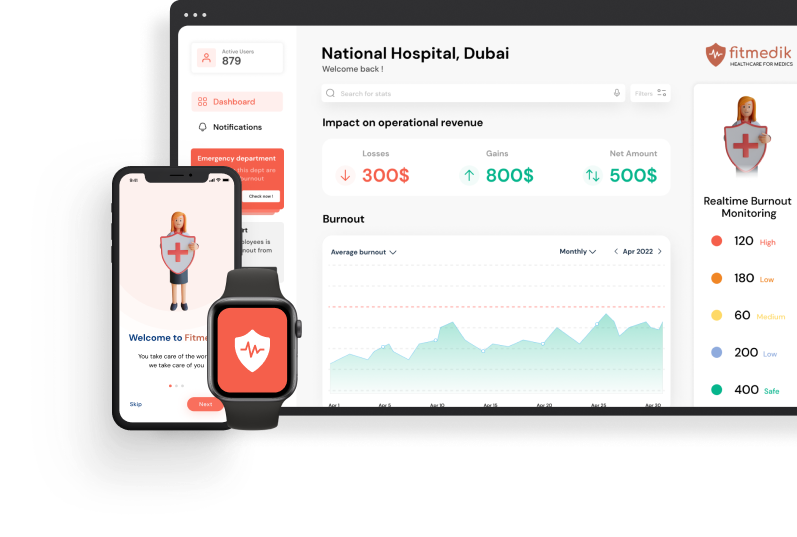 Active Users
879
Dashboard
Notifications
Emergency department
this dept are
burnout
Check now!
rt
ployees is
nout from
National Hospital, Dubai
Welcome back !
Search for stats
Filters
Impact on operational revenue
Losses
300$
Gains
800$
Net Amount
500$
Burnout
Average burnout
Monthly
Apr 2022
Apr 1
Apr 5
Apr 10
Apr 15
Apr 20
Apr 25
Apr 30
fitmedik
HEALTHCARE FOR MEDICS
Realtime Burnout
Monitoring
120 High
180 Low
60 Medium
200 Low
400 Safe
9:41
Welcome to Fitme
You take care of the wor
we take care of you
Skip
Next